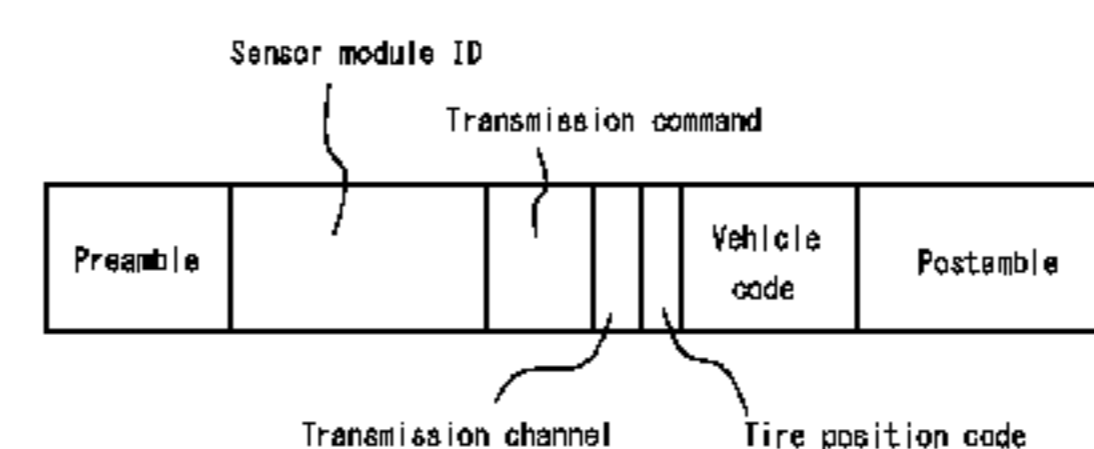 Sensor module ID
Transmission command
Preamble
Vehicle
code
Postamble
Transmission channel
Tire position code